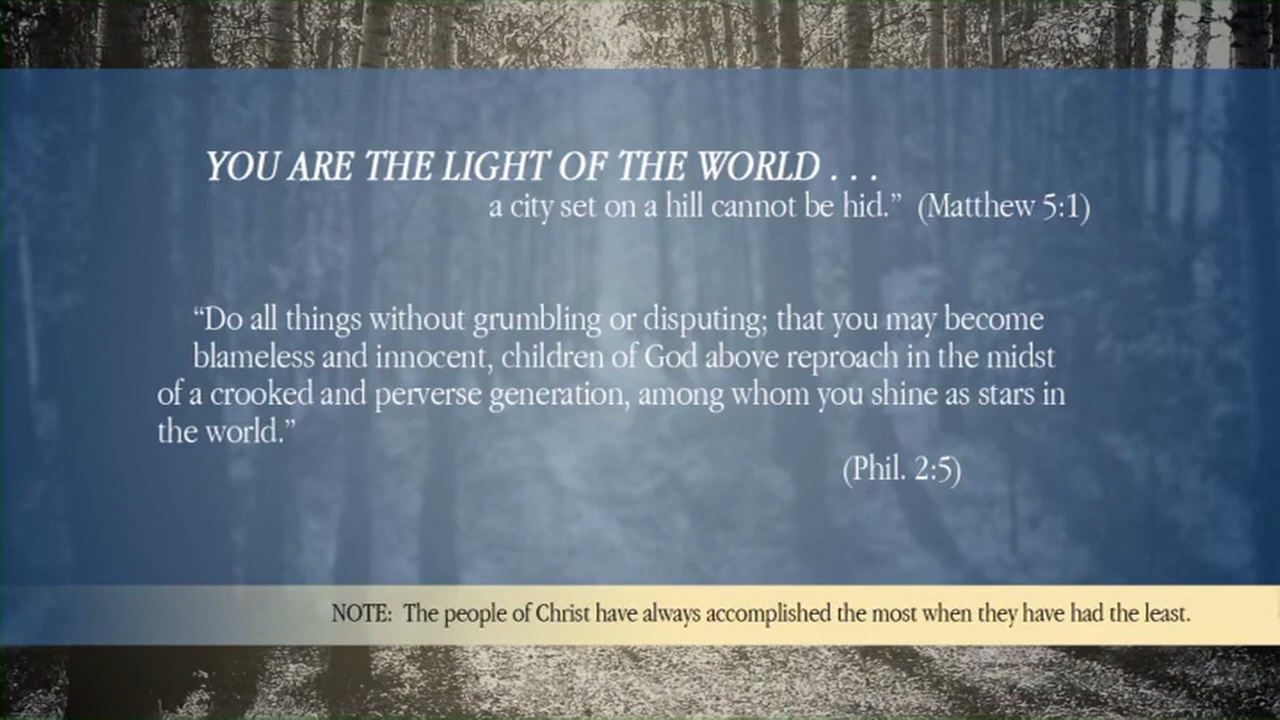 YOU ARE THE LIGHT OF THE WORLD . . .
a city set on a hill cannot be hid.” (Matthew 5:1)
“Do all things without grumbling or disputing; that you may become
blameless and innocent, children of God above reproach in the midst
of a crooked and perverse generation, among whom you shine as stars in
the world.”
(Phil. 2:5)
NOTE: The people of Christ have always accomplished the most when they have had the least.